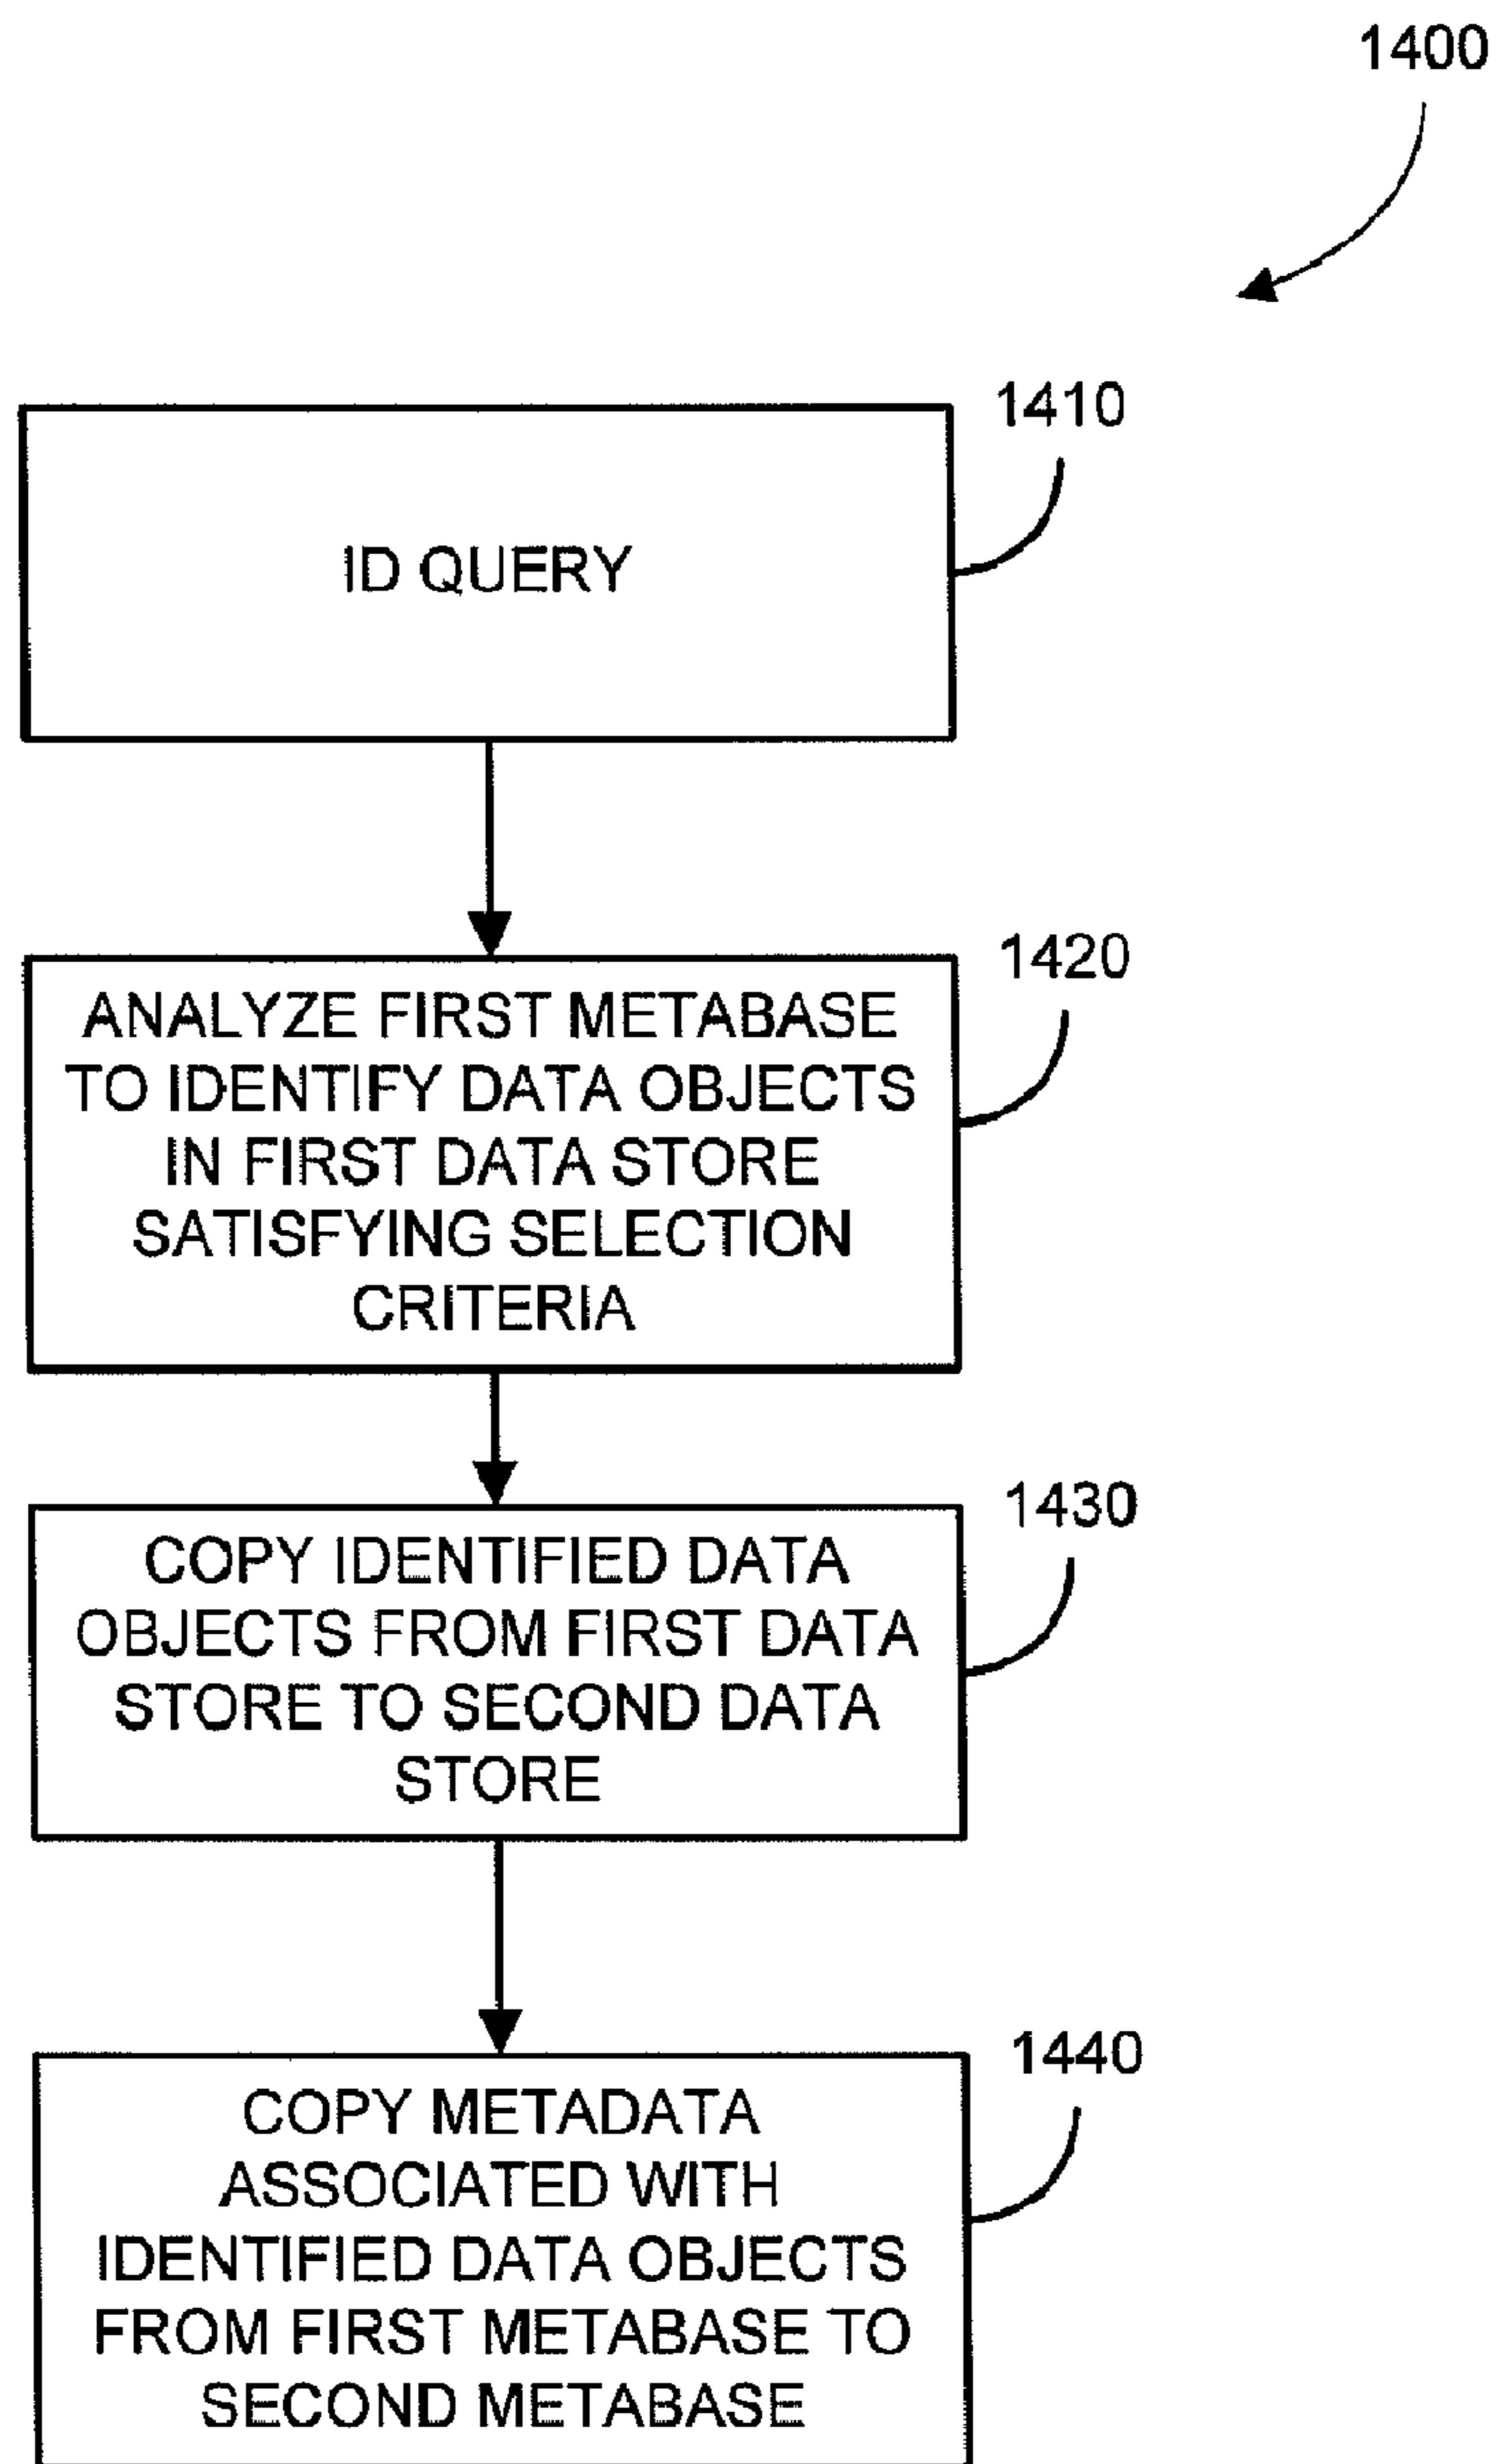 1400
1410
ID QUERY
1420
ANALYZE FIRST METABASE
TO IDENTIFY DATA OBJECTS
IN FIRST DATA STORE
SATISFYING SELECTION
CRITERIA
1430
COPY IDENTIFIED DATA
OBJECTS FROM FIRST DATA
STORE TO SECOND DATA
STORE
1440
COPY METADATA
ASSOCIATED WITH
IDENTIFIED DATA OBJECTS
FROM FIRST METABASE TO
SECOND METABASE